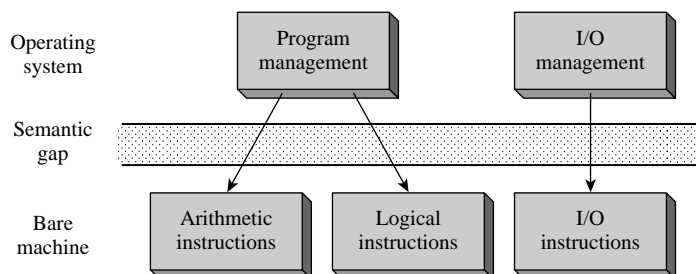 Operating
system
Program
management
I/O
management
Semantic
gap
Bare
machine
Arithmetic
instructions
Logical
instructions
I/O
instructions